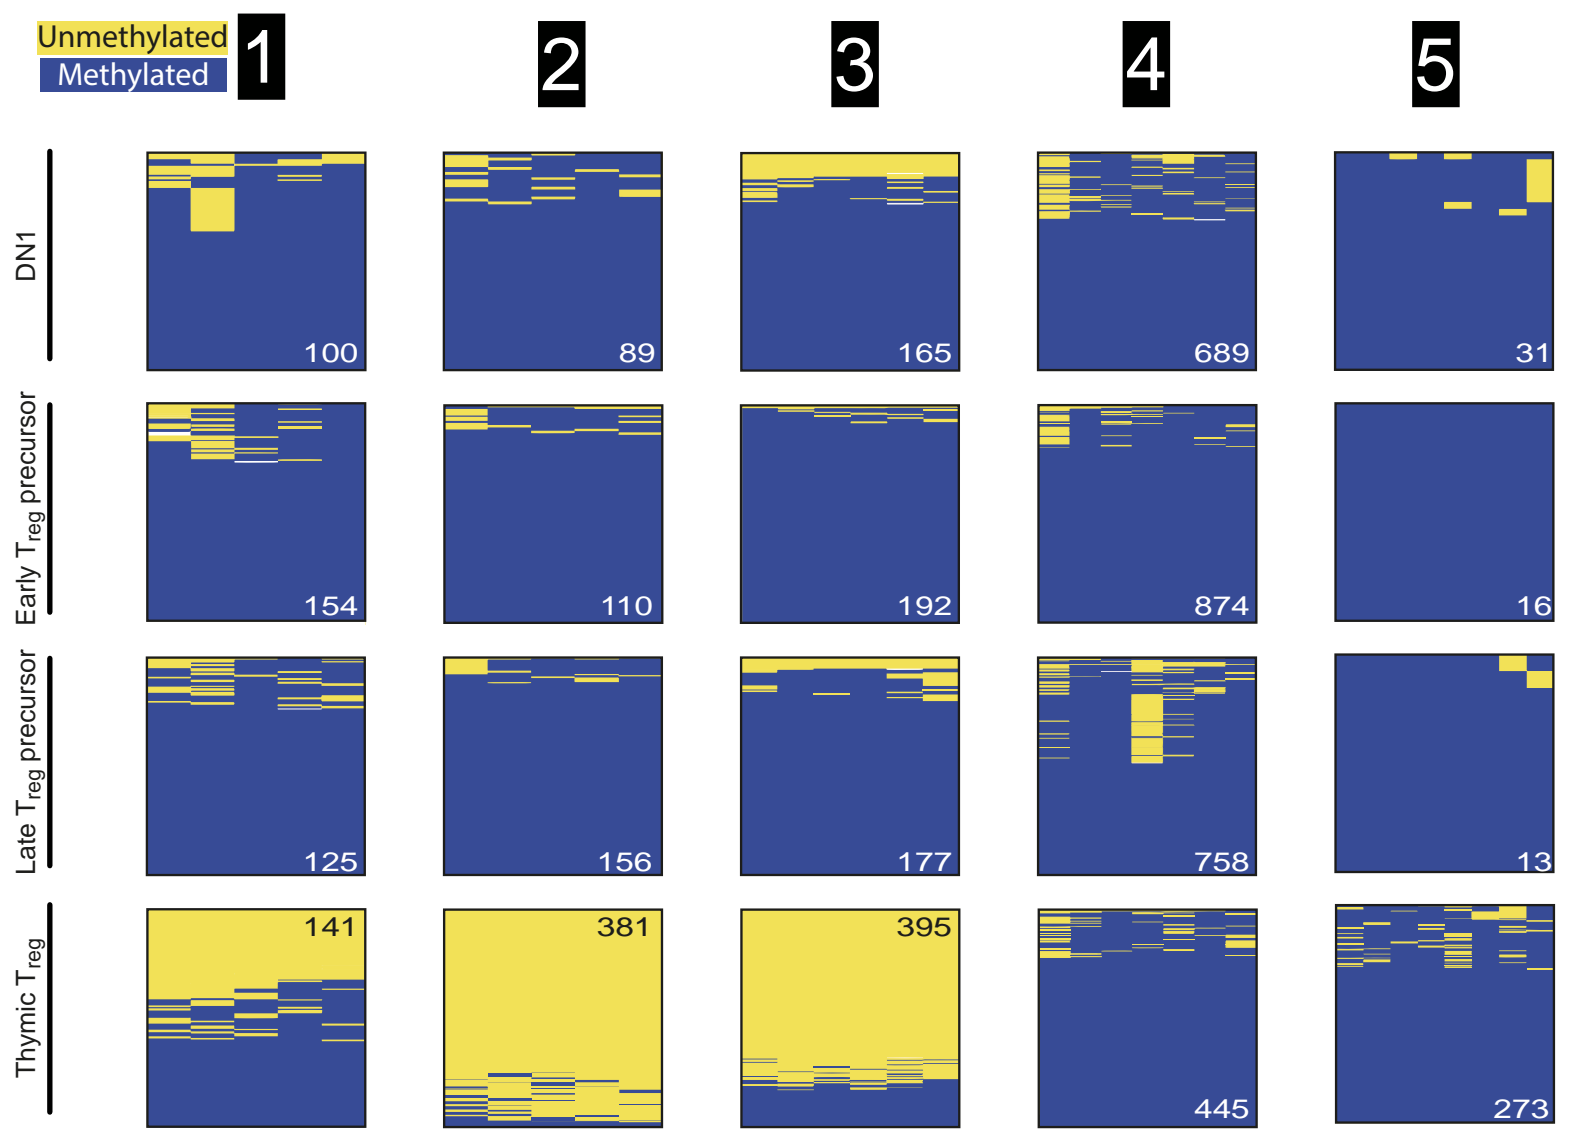 Unmethylated
Methylated
1 2 3 4 5
DN1
100 89 165 689 31
Early Treg precursor
154 110 192 874 16
Late Treg precursor
125 156 177 758 13
Thymic Treg
141 381 395 445 273